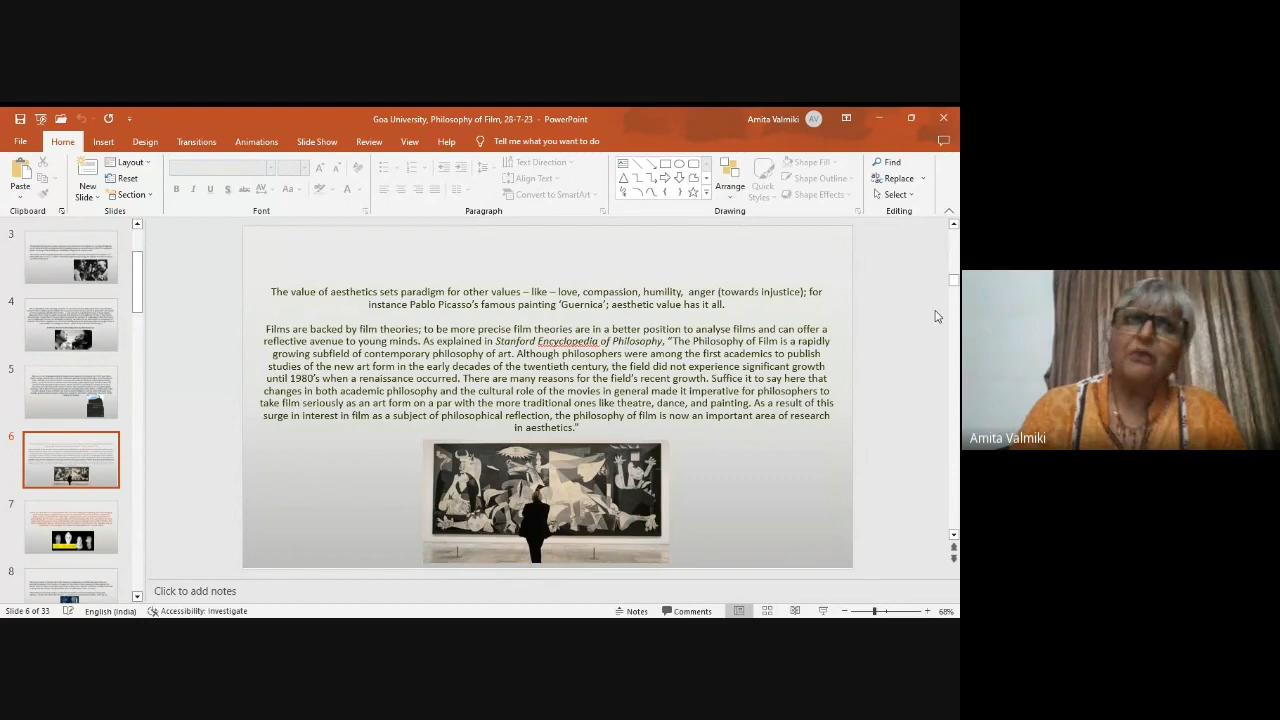 Goa University, Philosophy of Film, 28-7-23 - PowerPoint
Amita Valmiki
AV
File
Home
Insert
Design
Transitions
Animations
Slide Show
Review
View
Help
Tell me what you want to do
Paste
New
Slide
Layout
Reset
Section
B I U S abc AV Aa A
Text Direction
Align Text
Convert to SmartArt
Arrange
Quick
Styles
Shape Fill
Shape Outline
Shape Effects
Find
Replace
Select
Clipboard
Slides
Font
Paragraph
Drawing
Editing
3
4
5
6
7
8
The value of aesthetics sets paradigm for other values – like – love, compassion, humility, anger (towards injustice); for
instance Pablo Picasso's famous painting 'Guernica'; aesthetic value has it all.
Films are backed by film theories; to be more precise film theories are in a better position to analyse films and can offer a
reflective avenue to young minds. As explained in Stanford Encyclopedia of Philosophy, "The Philosophy of Film is a rapidly
growing subfield of contemporary philosophy of art. Although philosophers were among the first academics to publish
studies of the new art form in the early decades of the twentieth century, the field did not experience significant growth
until 1980's when a renaissance occurred. There are many reasons for the field's recent growth. Suffice it to say here that
changes in both academic philosophy and the cultural role of the movies in general made it imperative for philosophers to
take film seriously as an art form on a par with the more traditional ones like theatre, dance, and painting. As a result of this
surge in interest in film as a subject of philosophical reflection, the philosophy of film is now an important area of research
in aesthetics."
Click to add notes
Slide 6 of 33
English (India)
Accessibility: Investigate
Notes
Comments
68%
Amita Valmiki